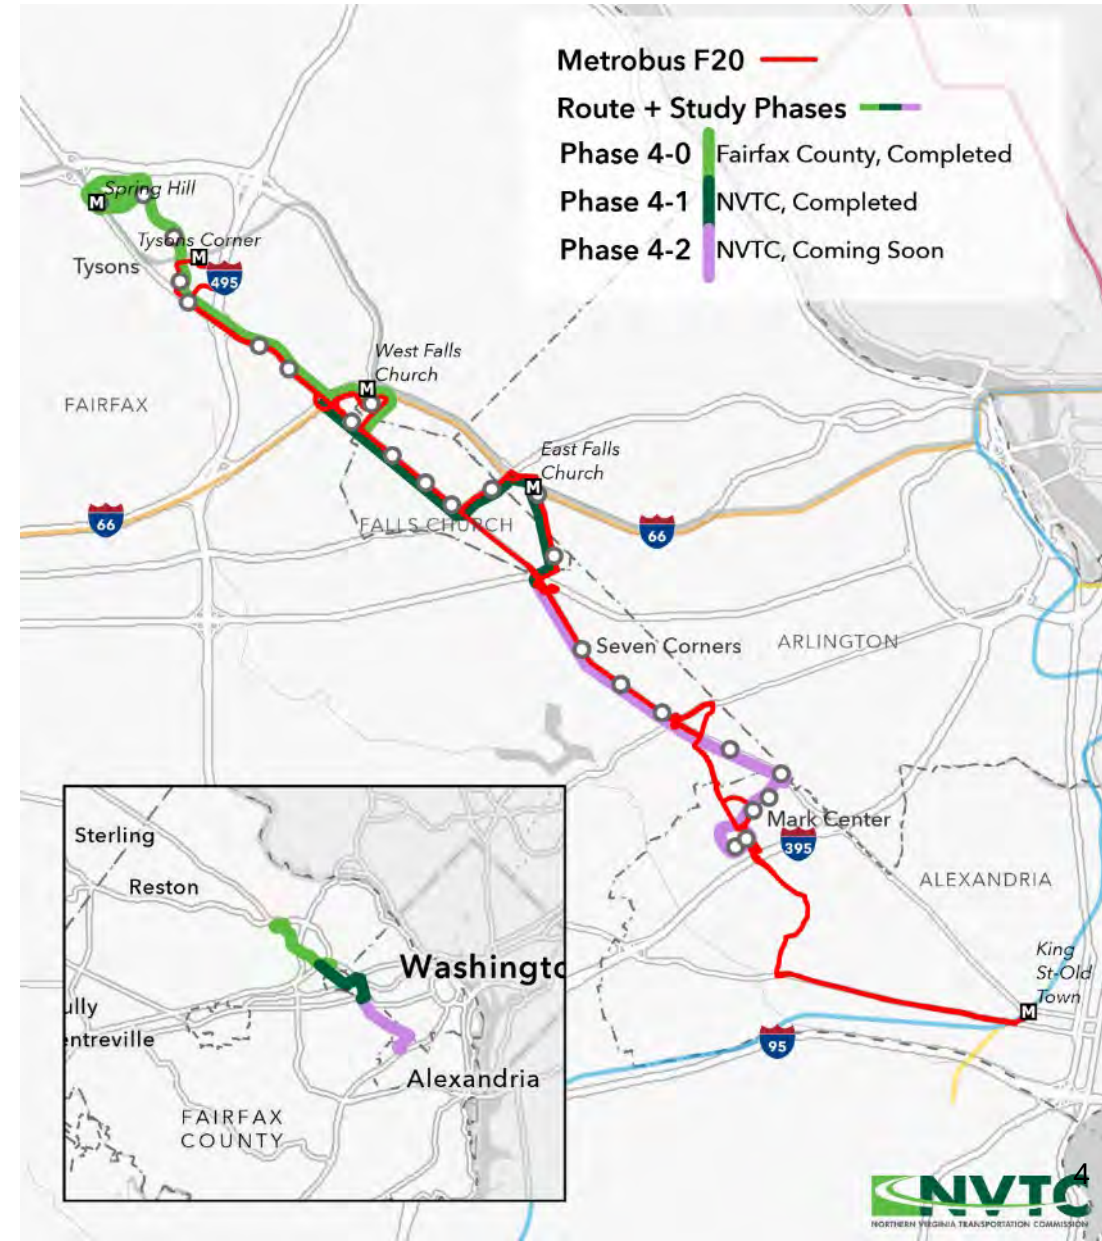 Metrobus F20
Route + Study Phases
Phase 4-0 Fairfax County, Completed
Phase 4-1 NVTC, Completed
Phase 4-2 NVTC, Coming Soon
Spring Hill
M
Tysons Corner
M
Tysons
495
West Falls
Church
M
FAIRFAX
East Falls
Church
M
66
FALLS CHURCH
66
Seven Corners
ARLINGTON
Mark Center
395
ALEXANDRIA
King
St-Old
Town
M
95
Sterling
Reston
Washingto
ully
entreville
Alexandria
FAIRFAX
COUNTY
4
NVTC
NORTHERN VIRGINIA TRANSPORTATION COMMISSION